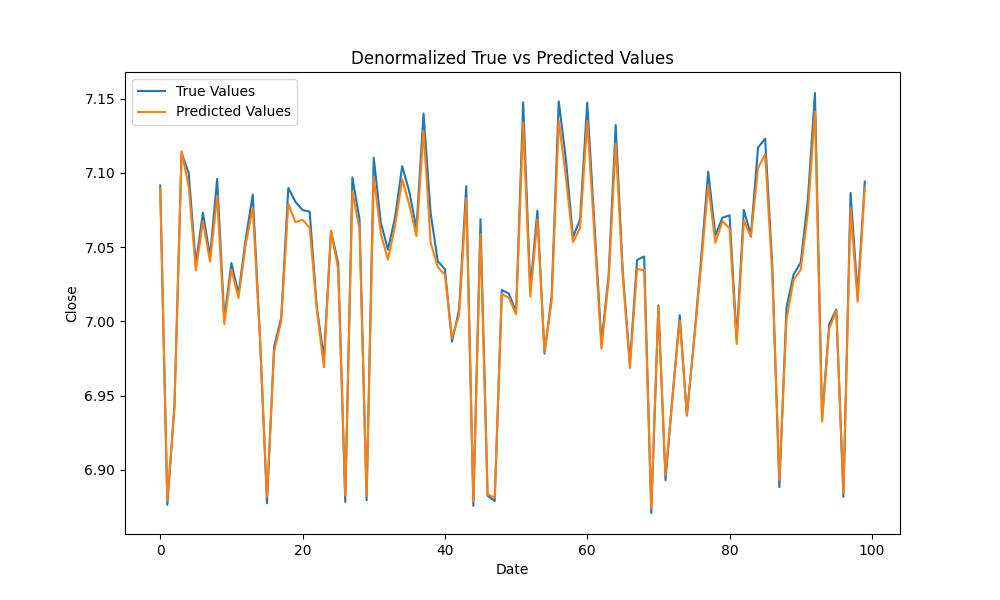 Denormalized True vs Predicted Values
True Values
Predicted Values
7.15
7.10
7.05
7.00
6.95
6.90
Close
0 20 40 60 80 100
Date